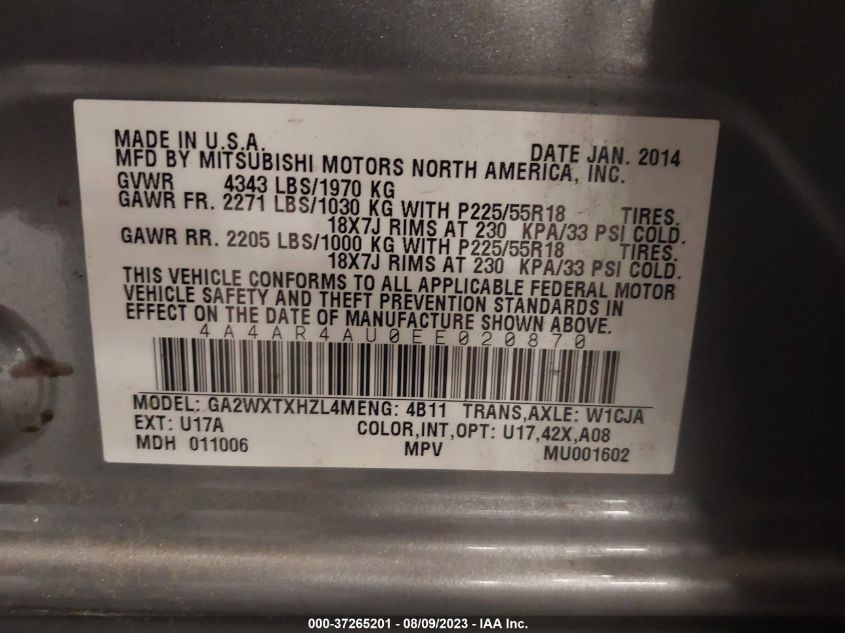 MADE IN U.S.A. DATE JAN. 2014
MFD BY MITSUBISHI MOTORS NORTH AMERICA, INC.
GVWR 4343 LBS/1970 KG
GAWR FR. 2271 LBS/1030 KG WITH P225/55R18 TIRES.
18X7J RIMS AT 230 KPA/33 PSI COLD.
GAWR RR. 2205 LBS/1000 KG WITH P225/55R18 TIRES.
18X7J RIMS AT 230 KPA/33 PSI COLD.
THIS VEHICLE CONFORMS TO ALL APPLICABLE FEDERAL MOTOR
VEHICLE SAFETY AND THEFT PREVENTION STANDARDS IN
EFFECT ON THE DATE OF MANUFACTURE SHOWN ABOVE.
4A4AR4AU0EE020870
MODEL: GA2WXTXHZL4MENG: 4B11 TRANS,AXLE: W1CJA
EXT: U17A COLOR,INT,OPT: U17,42X,A08
MDH 011006 MPV MU001602
000-37265201 - 08/09/2023 - IAA Inc.